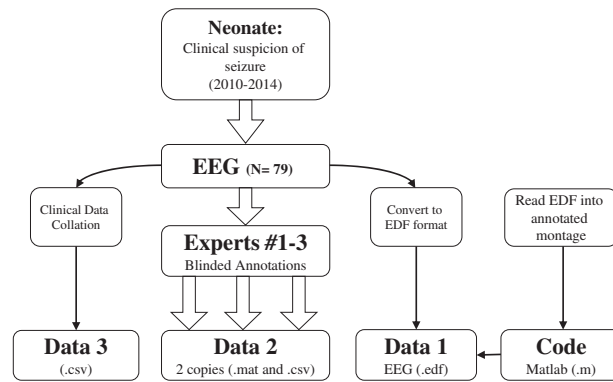 Neonate:
Clinical suspicion of
seizure
(2010-2014)
EEG (N= 79)
Clinical Data
Collation
Experts #1-3
Blinded Annotations
Convert to
EDF format
Read EDF into
annotated
montage
Data 3
(.csv)
Data 2
2 copies (.mat and .csv)
Data 1
EEG (.edf)
Code
Matlab (.m)